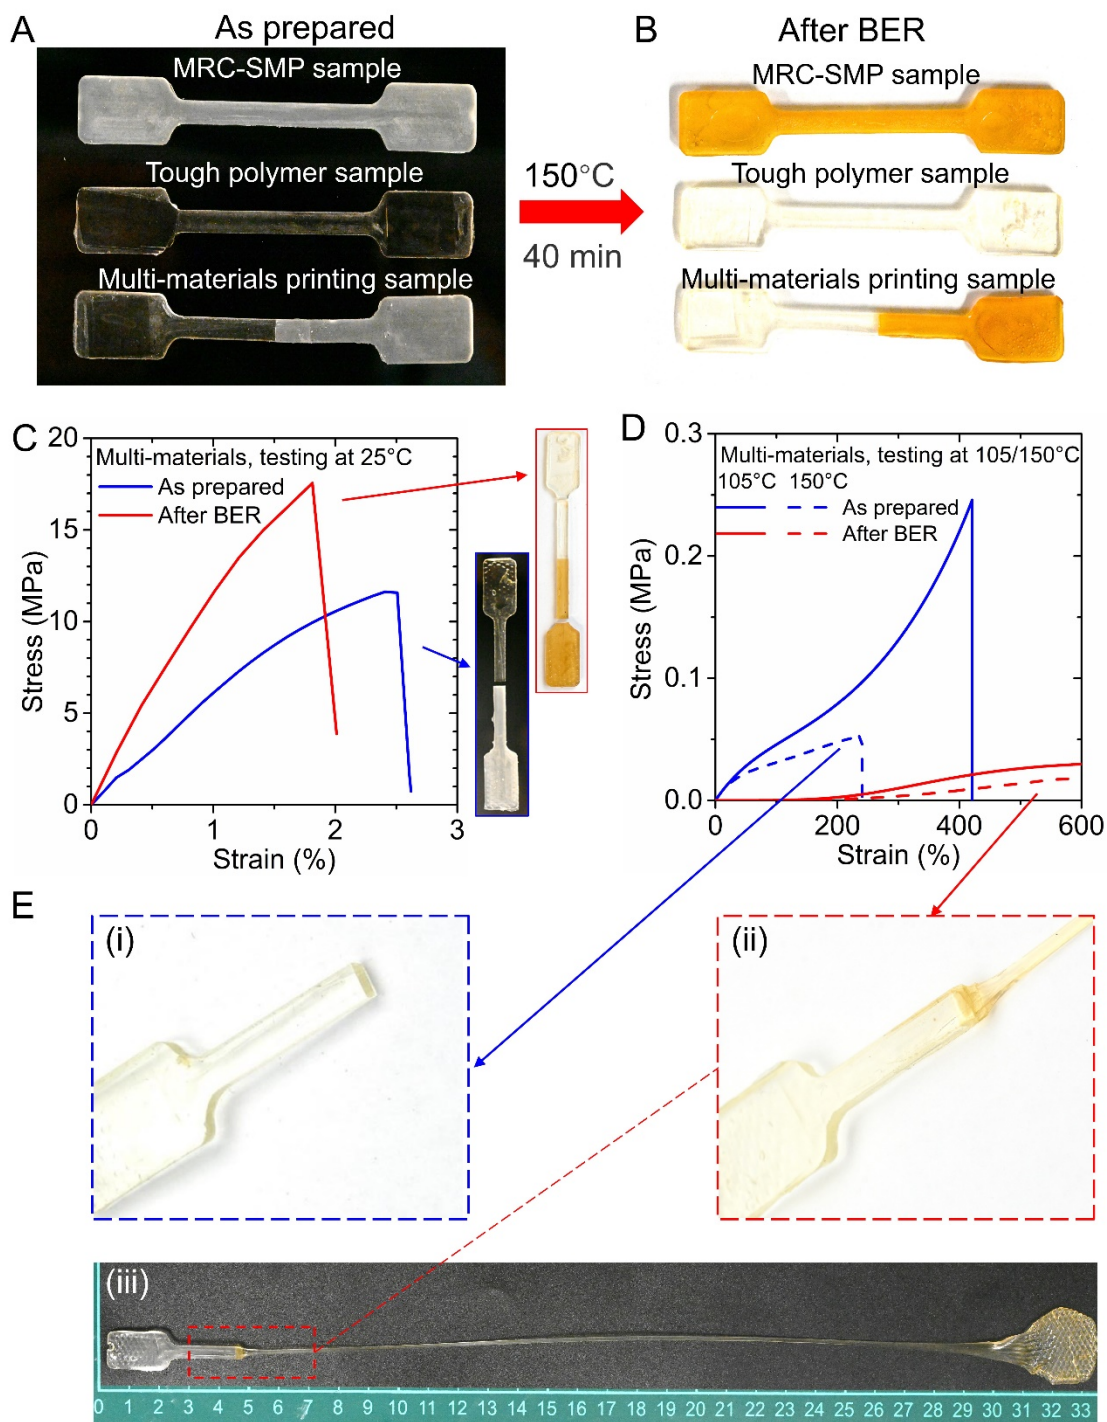 A
As prepared
MRC-SMP sample
Tough polymer sample
Multi-materials printing sample
150°C
40 min
B
After BER
MRC-SMP sample
Tough polymer sample
Multi-materials printing sample
C
Multi-materials, testing at 25°C
As prepared
After BER
20
15
10
5
0
Stress (MPa)
0 1 2 3
Strain (%)
D
Multi-materials, testing at 105/150°C
105°C 150°C
As prepared
After BER
0.3
0.2
0.1
0.0
Stress (MPa)
0 200 400 600
Strain (%)
E
(i)
(ii)
(iii)
0 1 2 3 4 5 6 7 8 9 10 11 12 13 14 15 16 17 18 19 20 21 22 23 24 25 26 27 28 29 30 31 32 33